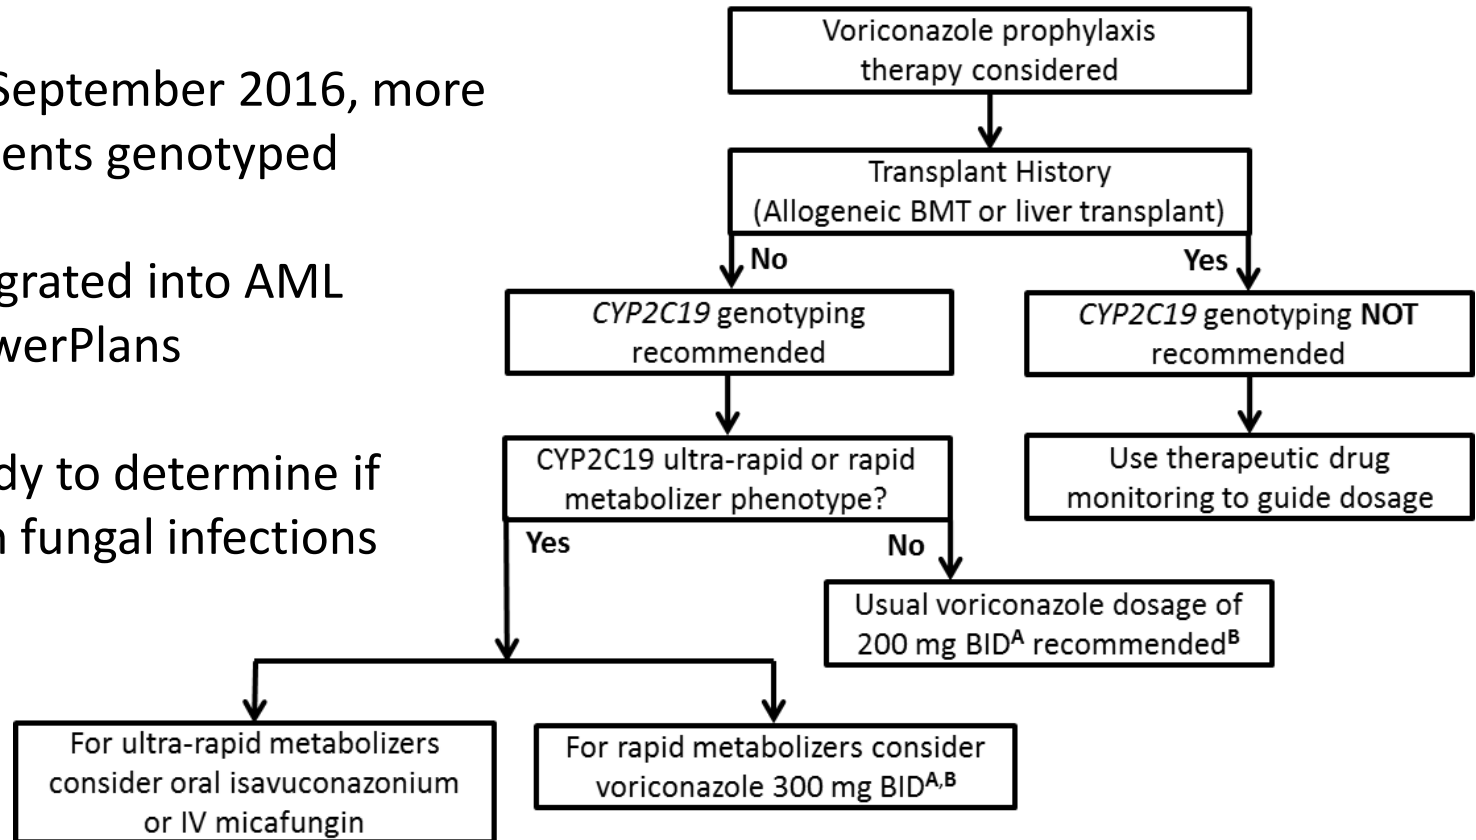 September 2016, more
ents genotyped
grated into AML
werPlans
dy to determine if
n fungal infections
Voriconazole prophylaxis
therapy considered
Transplant History
(Allogeneic BMT or liver transplant)
No
Yes
CYP2C19 genotyping
recommended
CYP2C19 genotyping NOT
recommended
CYP2C19 ultra-rapid or rapid
metabolizer phenotype?
Use therapeutic drug
monitoring to guide dosage
Yes
No
Usual voriconazole dosage of
200 mg BIDᴬ recommendedᴮ
For ultra-rapid metabolizers
consider oral isavuconazonium
or IV micafungin
For rapid metabolizers consider
voriconazole 300 mg BIDᴬ,ᴮ